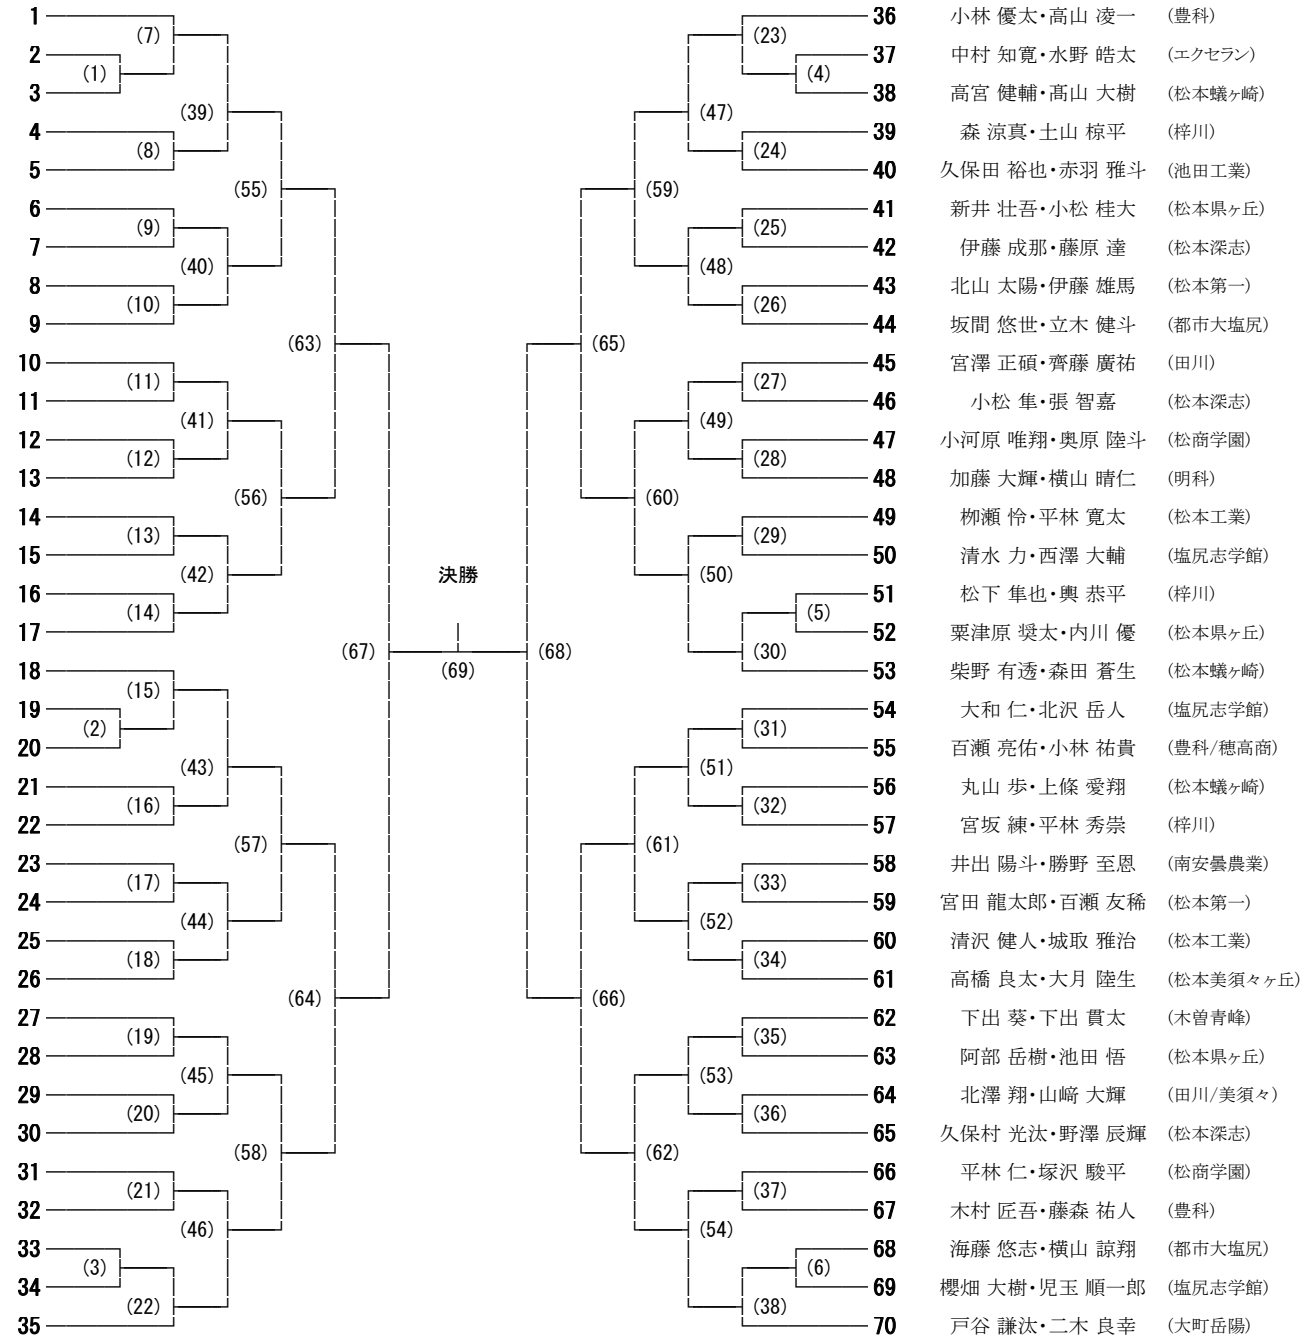 1 (7) 36 小林 優太・高山 凌一 (豊科)
(23)
2 37 中村 知寛・水野 皓太 (エクセラン)
(1) (4)
3 38 高宮 健輔・髙山 大樹 (松本蟻ヶ崎)
(39) (47)
4 39 森 涼真・土山 椋平 (梓川)
(8) (24)
5 40 久保田 裕也・赤羽 雅斗 (池田工業)
(55) (59)
6 41 新井 壮吾・小松 桂大 (松本県ヶ丘)
(9) (25)
7 42 伊藤 成那・藤原 達 (松本深志)
(40) (48)
8 43 北山 太陽・伊藤 雄馬 (松本第一)
(10) (26)
9 44 坂間 悠世・立木 健斗 (都市大塩尻)
(63) (65)
10 45 宮澤 正碩・齊藤 廣祐 (田川)
(11) (27)
11 46 小松 隼・張 智嘉 (松本深志)
(41) (49)
12 47 小河原 唯翔・奥原 陸斗 (松商学園)
(12) (28)
13 48 加藤 大輝・横山 晴仁 (明科)
(56) (60)
14 49 栁瀬 怜・平林 寛太 (松本工業)
(13) (29)
15 50 清水 力・西澤 大輔 (塩尻志学館)
(42) 決勝 (50)
16 51 松下 隼也・輿 恭平 (梓川)
(14) (5)
17 52 粟津原 奨太・内川 優 (松本県ヶ丘)
(67) (69) (68) (30)
18 53 柴野 有透・森田 蒼生 (松本蟻ヶ崎)
(15)
19 54 大和 仁・北沢 岳人 (塩尻志学館)
(2) (31)
20 55 百瀬 亮佑・小林 祐貴 (豊科/穂高商)
(43) (51)
21 56 丸山 歩・上條 愛翔 (松本蟻ヶ崎)
(16) (32)
22 57 宮坂 練・平林 秀崇 (梓川)
(57) (61)
23 58 井出 陽斗・勝野 至恩 (南安曇農業)
(17) (33)
24 59 宮田 龍太郎・百瀬 友稀 (松本第一)
(44) (52)
25 60 清沢 健人・城取 雅治 (松本工業)
(18) (34)
26 61 高橋 良太・大月 陸生 (松本美須々ヶ丘)
(64) (66)
27 62 下出 葵・下出 貫太 (木曽青峰)
(19) (35)
28 63 阿部 岳樹・池田 悟 (松本県ヶ丘)
(45) (53)
29 64 北澤 翔・山﨑 大輝 (田川/美須々)
(20) (36)
30 65 久保村 光汰・野澤 辰輝 (松本深志)
(58) (62)
31 66 平林 仁・塚沢 駿平 (松商学園)
(21) (37)
32 67 木村 匠吾・藤森 祐人 (豊科)
(46) (54)
33 68 海藤 悠志・横山 諒翔 (都市大塩尻)
(3) (6)
34 69 櫻畑 大樹・児玉 順一郎 (塩尻志学館)
(22) (38)
35 70 戸谷 謙汰・二木 良幸 (大町岳陽)